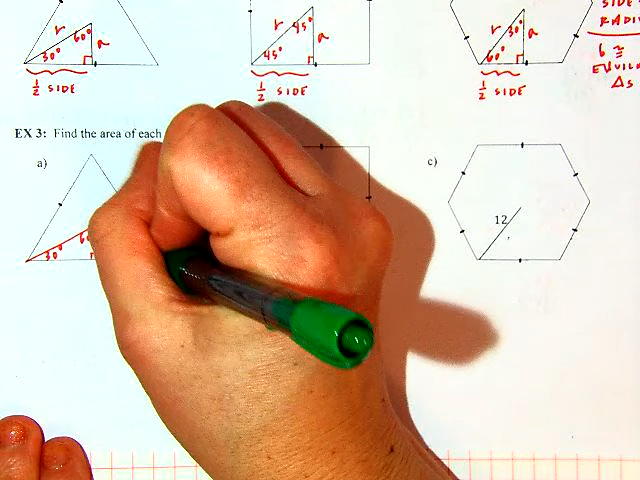 r 60° a
30°
½ SIDE
r 45° a
45°
½ SIDE
r 30° a
60°
½ SIDE
SIDE
RADI
6 ≅
ΔS
EX 3: Find the area of each
a)
30°
c)
12